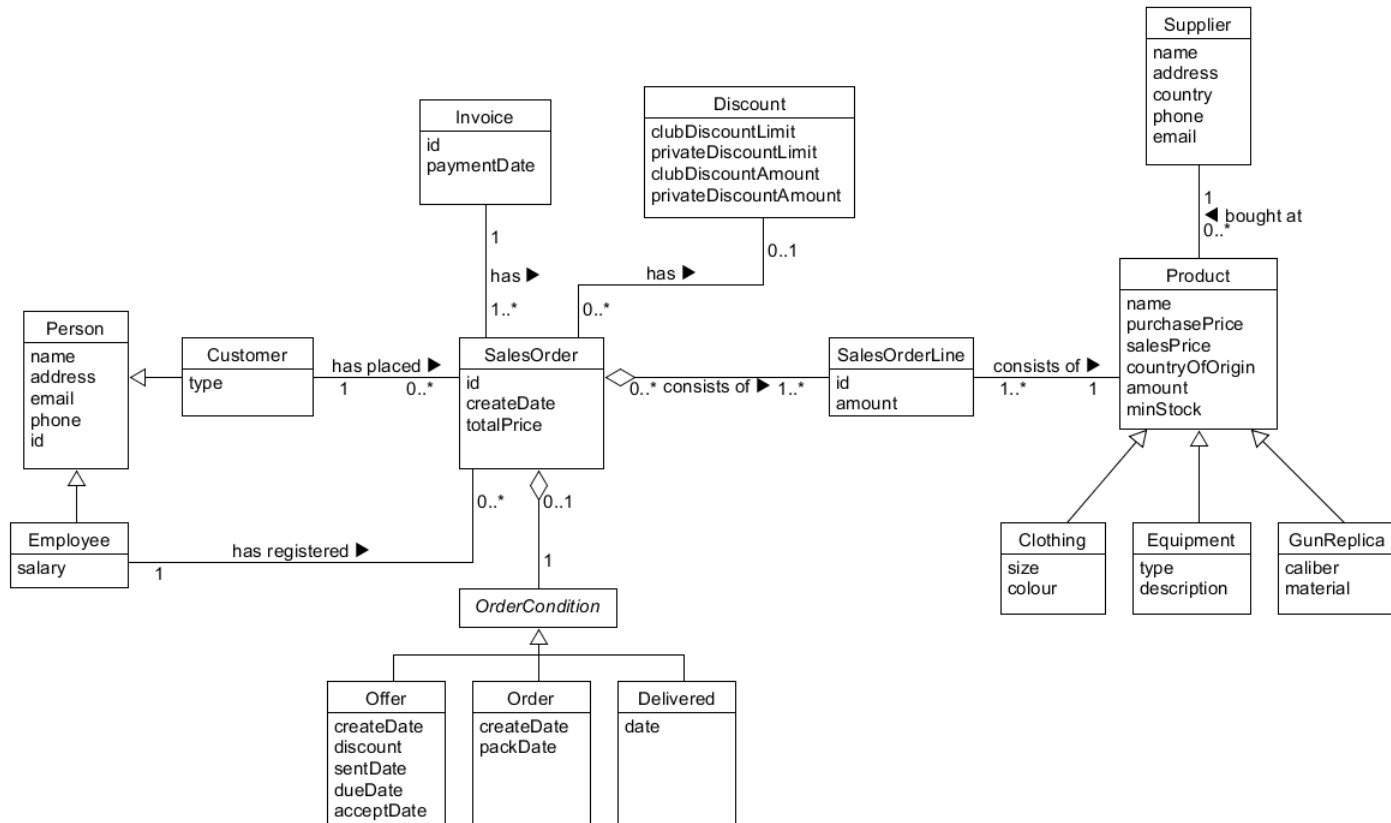 Supplier
name
address
country
phone
email
Invoice
id
paymentDate
Discount
clubDiscountLimit
privateDiscountLimit
clubDiscountAmount
privateDiscountAmount
1
◀ bought at
0..*
1
has ▶
1..*
0..1
has ▶
0..*
Person
name
address
email
phone
id
Customer
type
has placed ▶
1
0..*
SalesOrder
id
createDate
totalPrice
0..*
consists of ▶
1..*
SalesOrderLine
id
amount
consists of ▶
1..*
1
Product
name
purchasePrice
salesPrice
countryOfOrigin
amount
minStock
Employee
salary
1
has registered ▶
0..*
0..1
1
OrderCondition
Clothing
size
colour
Equipment
type
description
GunReplica
caliber
material
Offer
createDate
discount
sentDate
dueDate
acceptDate
Order
createDate
packDate
Delivered
date